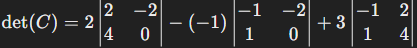 det(C) = 2 |2 −2; 4 0| − (−1) |−1 −2; 1 0| + 3 |−1 2; 1 4|